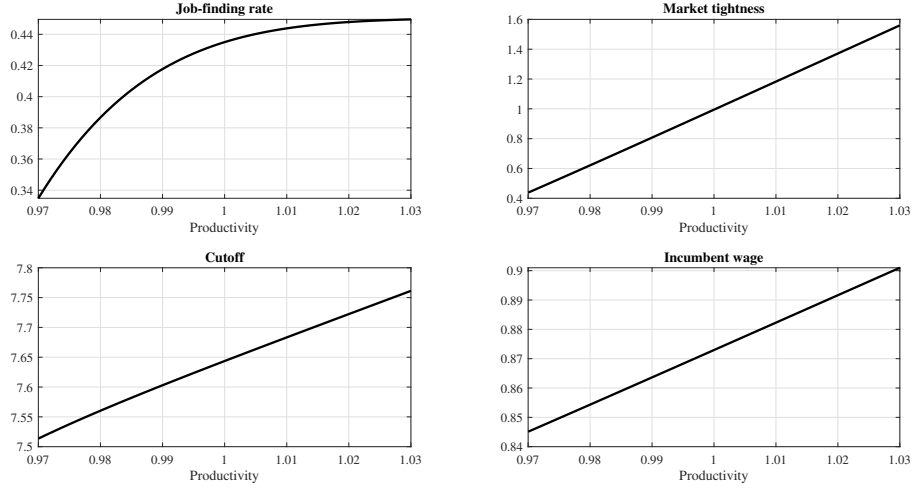 Job-finding rate
0.44
0.42
0.4
0.38
0.36
0.34
0.97 0.98 0.99 1 1.01 1.02 1.03
Productivity
Market tightness
1.6
1.4
1.2
1
0.8
0.6
0.4
0.97 0.98 0.99 1 1.01 1.02 1.03
Productivity
Cutoff
7.8
7.75
7.7
7.65
7.6
7.55
7.5
0.97 0.98 0.99 1 1.01 1.02 1.03
Productivity
Incumbent wage
0.9
0.89
0.88
0.87
0.86
0.85
0.84
0.97 0.98 0.99 1 1.01 1.02 1.03
Productivity